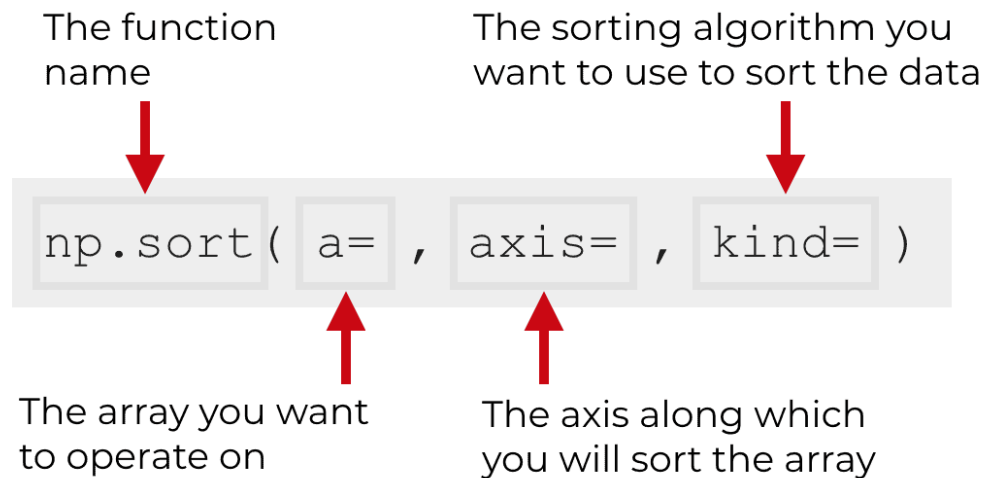 The function
name
The sorting algorithm you
want to use to sort the data
np.sort( a= , axis= , kind= )
The array you want
to operate on
The axis along which
you will sort the array